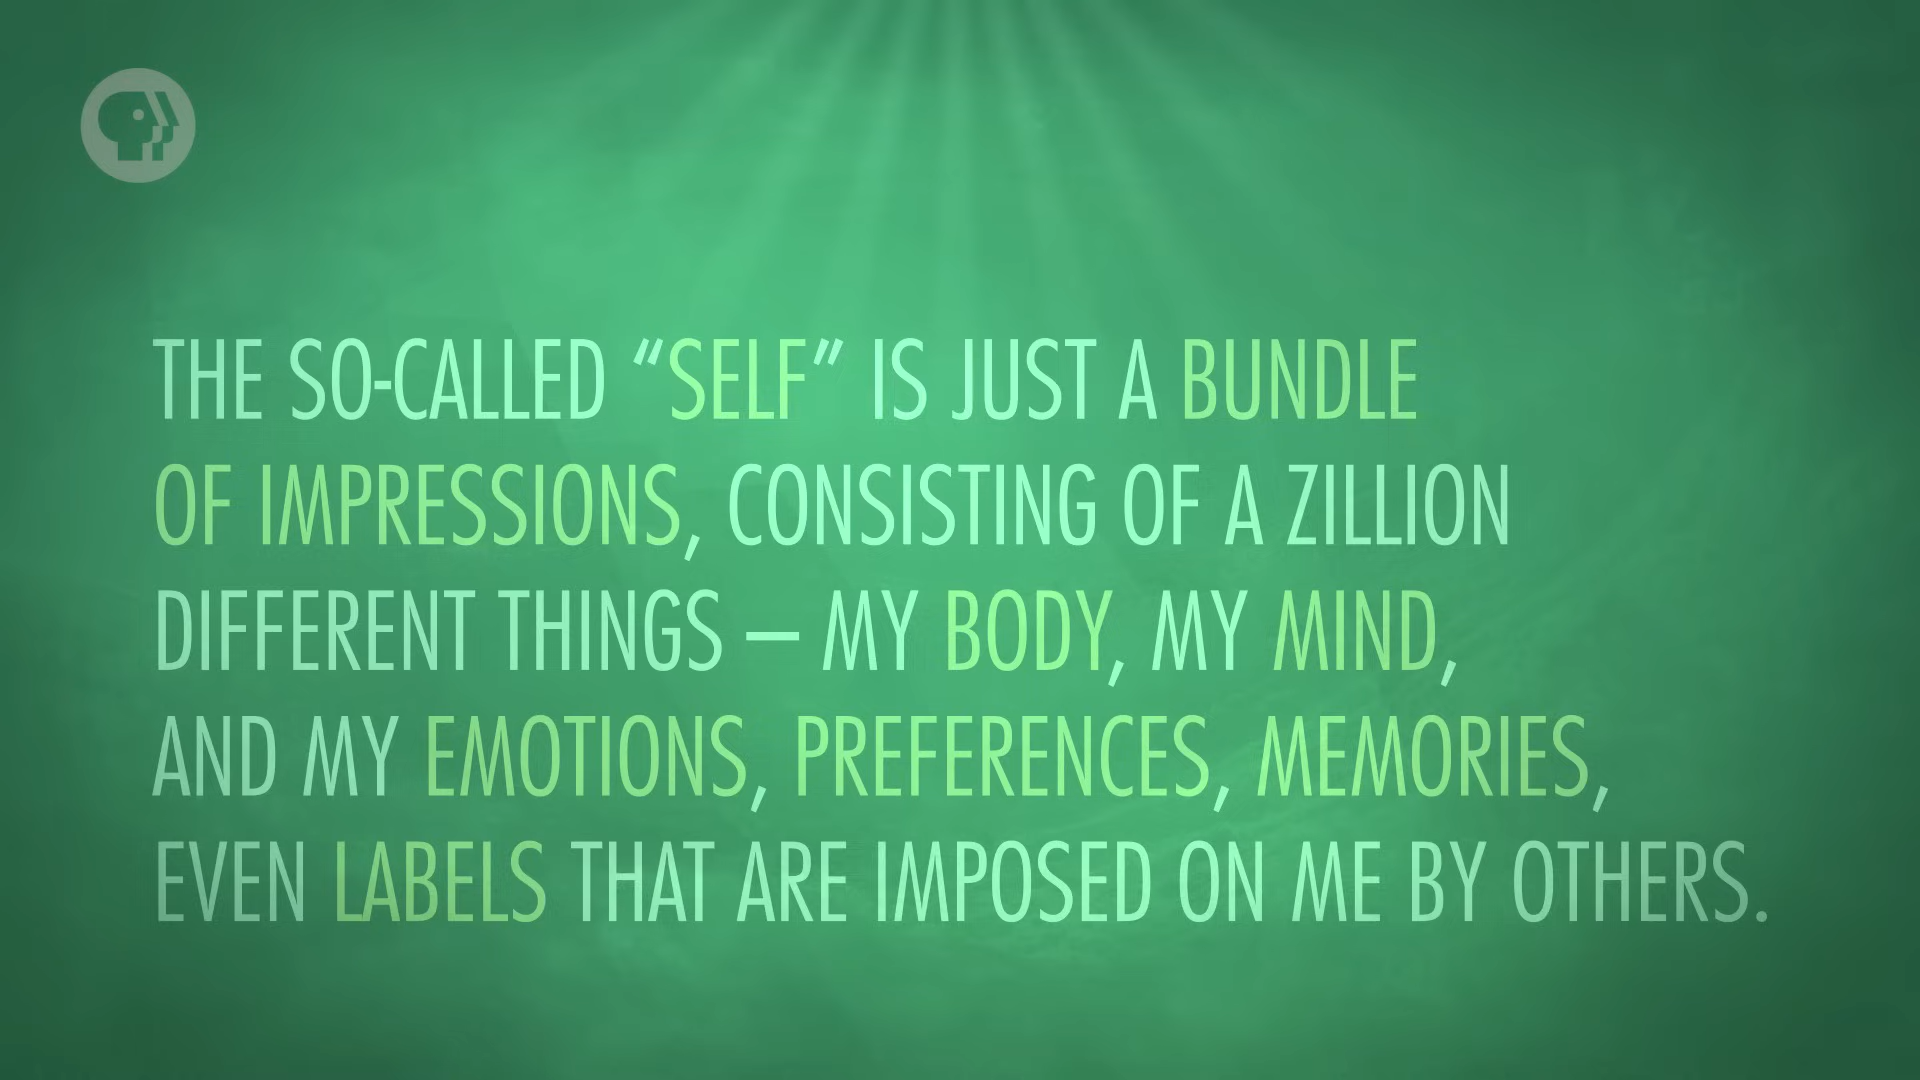 THE SO-CALLED “SELF” IS JUST A BUNDLE
OF IMPRESSIONS, CONSISTING OF A ZILLION
DIFFERENT THINGS – MY BODY, MY MIND,
AND MY EMOTIONS, PREFERENCES, MEMORIES,
EVEN LABELS THAT ARE IMPOSED ON ME BY OTHERS.